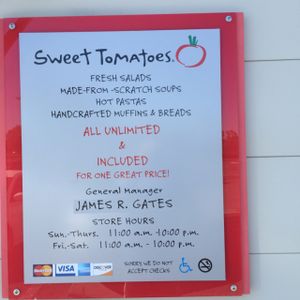 Sweet Tomatoes®
FRESH SALADS
MADE-FROM-SCRATCH SOUPS
HOT PASTAS
HANDCRAFTED MUFFINS & BREADS
ALL UNLIMITED
&
INCLUDED
FOR ONE GREAT PRICE!
General Manager
JAMES R. GATES
STORE HOURS
Sun.-Thurs. 11:00 a.m. -10:00 p.m.
Fri.-Sat. 11:00 a.m. - 10:00 p.m.
MasterCard VISA DISCOVER
SORRY WE DO NOT
ACCEPT CHECKS